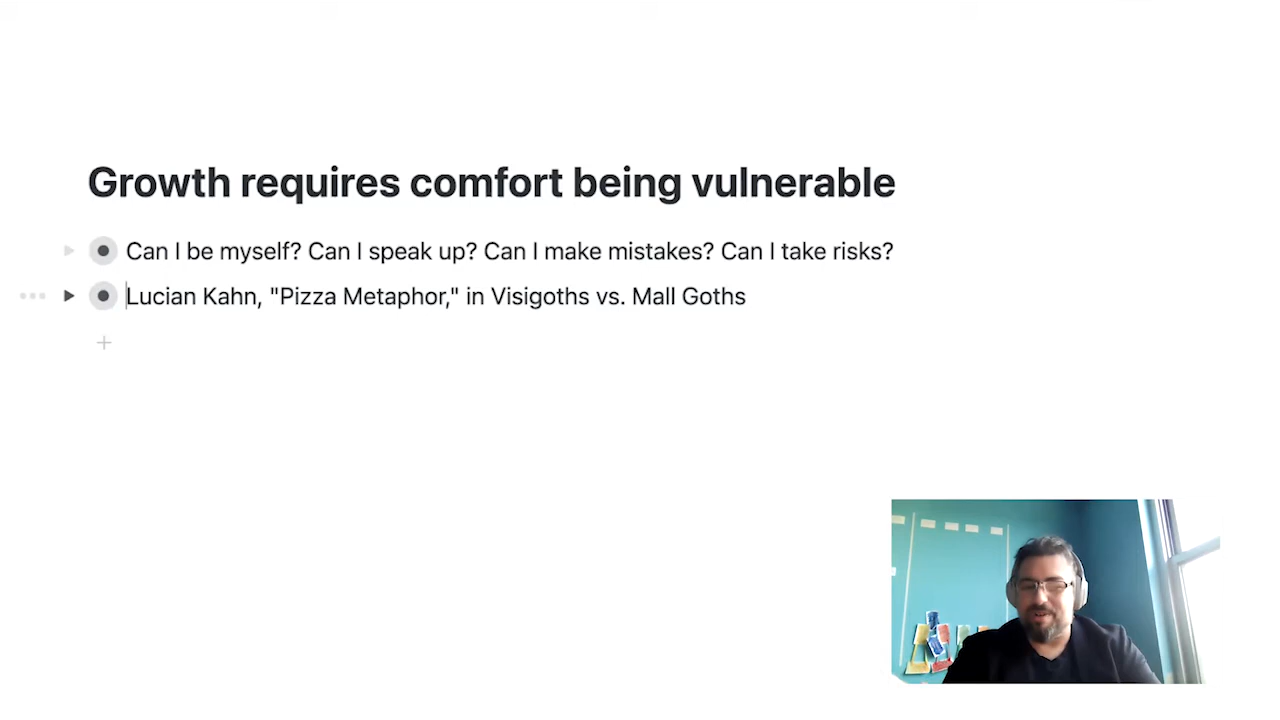 Growth requires comfort being vulnerable
Can I be myself? Can I speak up? Can I make mistakes? Can I take risks?
Lucian Kahn, "Pizza Metaphor," in Visigoths vs. Mall Goths